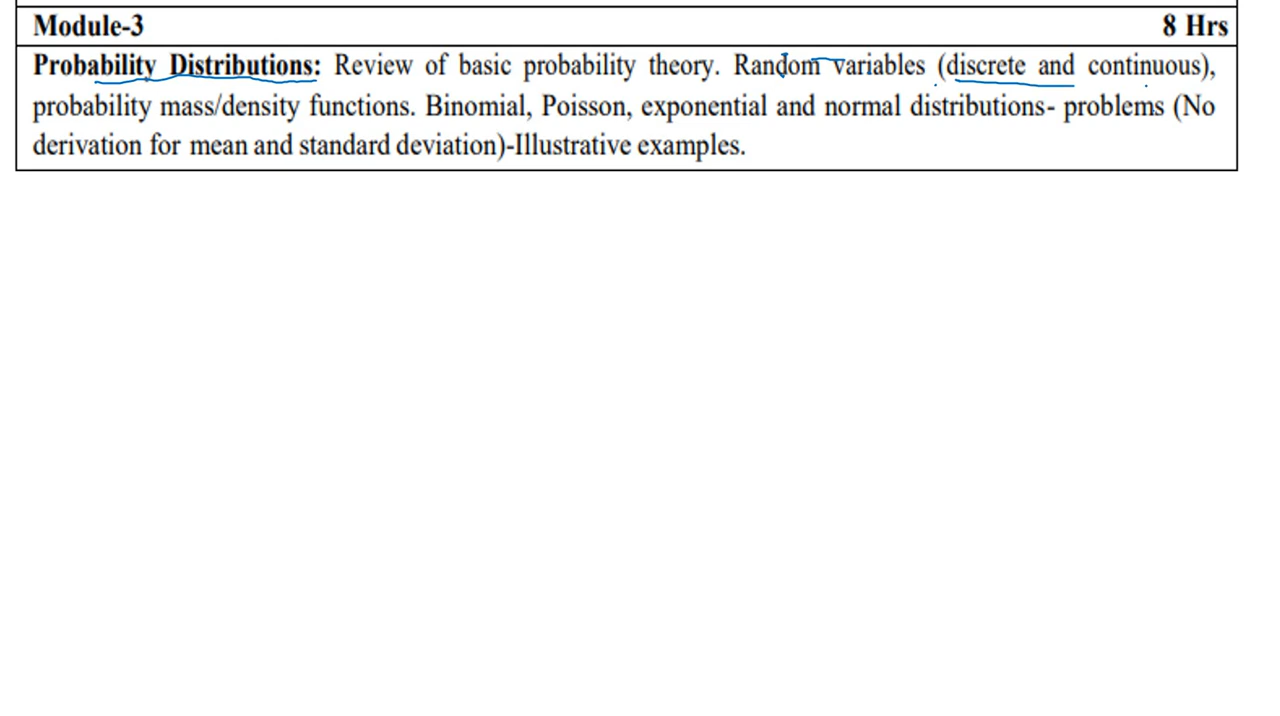 Module-3 8 Hrs
Probability Distributions: Review of basic probability theory. Random variables (discrete and continuous),
probability mass/density functions. Binomial, Poisson, exponential and normal distributions- problems (No
derivation for mean and standard deviation)-Illustrative examples.